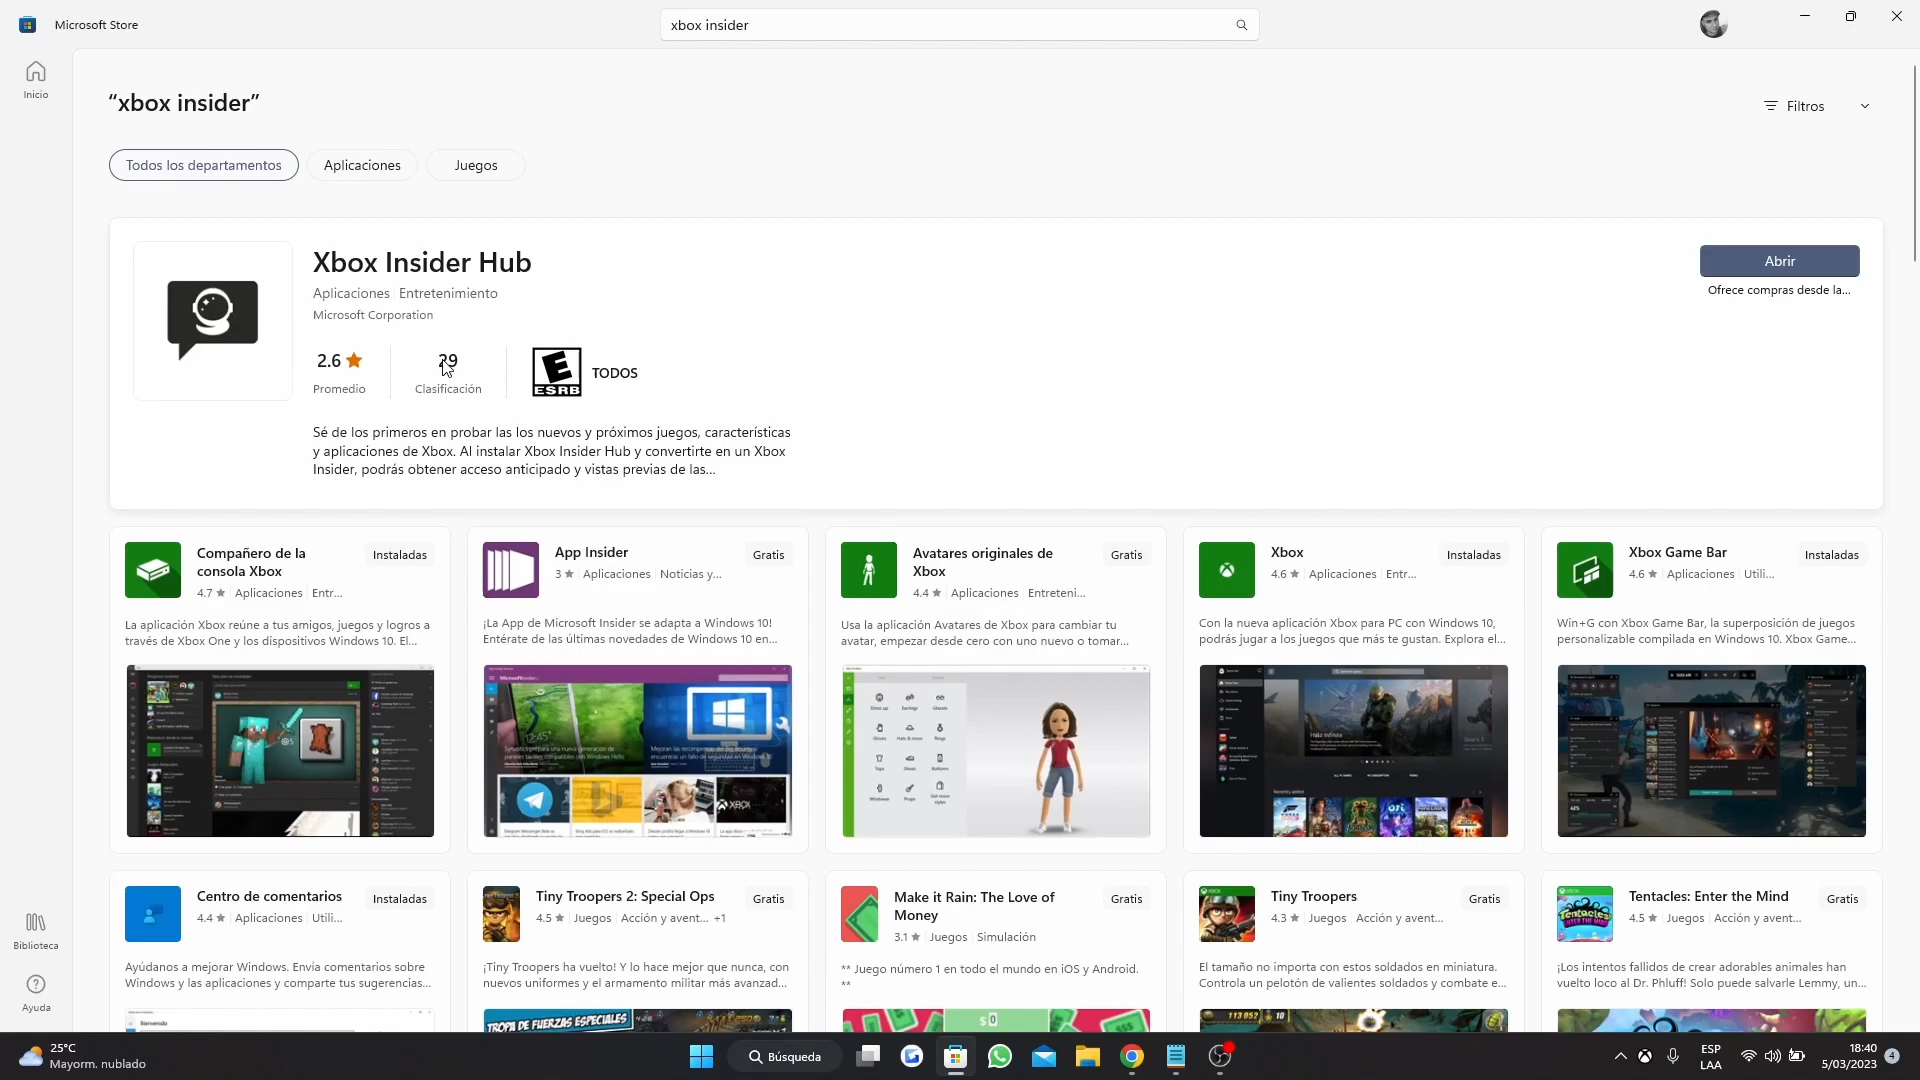 Microsoft Store
xbox insider
Inicio
“xbox insider”
Filtros
Todos los departamentos
Aplicaciones
Juegos
Xbox Insider Hub
Aplicaciones Entretenimiento
Microsoft Corporation
Abrir
Ofrece compras desde la...
2.6
Promedio
29
Clasificación
E
ESRB
TODOS
Sé de los primeros en probar las los nuevos y próximos juegos, características
y aplicaciones de Xbox. Al instalar Xbox Insider Hub y convertirte en un Xbox
Insider, podrás obtener acceso anticipado y vistas previas de las...
Compañero de la
consola Xbox
Instaladas
4.7 Aplicaciones Entr...
La aplicación Xbox reúne a tus amigos, juegos y logros a
través de Xbox One y los dispositivos Windows 10. El...
App Insider
Gratis
3 Aplicaciones Noticias y...
¡La App de Microsoft Insider se adapta a Windows 10!
Entérate de las últimas novedades de Windows 10 en...
Avatares originales de
Xbox
Gratis
4.4 Aplicaciones Entreteni...
Usa la aplicación Avatares de Xbox para cambiar tu
avatar, empezar desde cero con uno nuevo o tomar...
Xbox
Instaladas
4.6 Aplicaciones Entr...
Con la nueva aplicación Xbox para PC con Windows 10,
podrás jugar a los juegos que más te gustan. Explora el...
Xbox Game Bar
Instaladas
4.6 Aplicaciones Utili...
Win+G con Xbox Game Bar, la superposición de juegos
personalizable compilada en Windows 10. Xbox Game...
Centro de comentarios
Instaladas
4.4 Aplicaciones Utili...
Ayúdanos a mejorar Windows. Envía comentarios sobre
Windows y las aplicaciones y comparte tus sugerencias...
Bienvenido
Tiny Troopers 2: Special Ops
Gratis
4.5 Juegos Acción y avent... +1
¡Tiny Troopers ha vuelto! Y lo hace mejor que nunca, con
nuevos uniformes y el armamento militar más avanzad...
TROPA DE FUERZAS ESPECIALES
Make it Rain: The Love of
Money
Gratis
3.1 Juegos Simulación
** Juego número 1 en todo el mundo en iOS y Android.
**
$ 0
Tiny Troopers
Gratis
4.3 Juegos Acción y avent...
El tamaño no importa con estos soldados en miniatura.
Controla un pelotón de valientes soldados y combate e...
113 052
10
Tentacles: Enter the Mind
Gratis
4.5 Juegos Acción y avent...
¡Los intentos fallidos de crear adorables animales han
vuelto loco al Dr. Phluff! Solo puede salvarle Lemmy, un...
Biblioteca
Ayuda
25°C
Mayorm. nublado
Búsqueda
ESP
LAA
18:40
5/03/2023
4